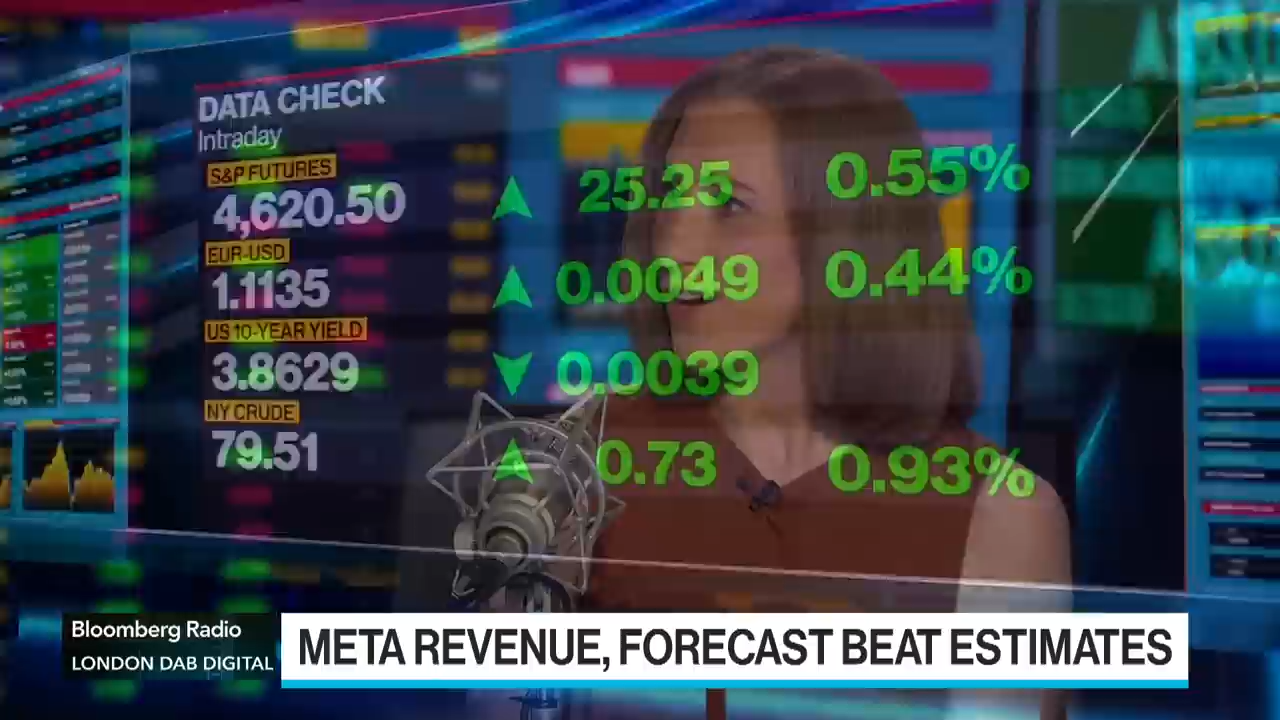 DATA CHECK
Intraday
S&P FUTURES
4,620.50 25.25 0.55%
EUR-USD
1.1135 0.0049 0.44%
US 10-YEAR YIELD
3.8629 0.0039
NY CRUDE
79.51 0.73 0.93%
Bloomberg Radio
LONDON DAB DIGITAL
META REVENUE, FORECAST BEAT ESTIMATES